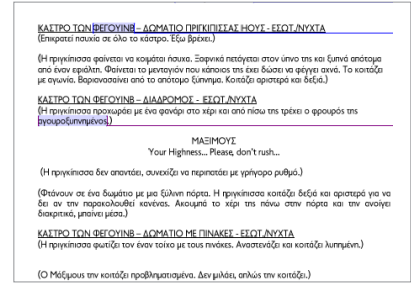 ΚΑΣΤΡΟ ΤΩΝ ΦΕΓΟΥΙΝΒ – ΔΩΜΑΤΙΟ ΠΡΙΓΚΙΠΙΣΣΑΣ ΗΟΥΣ - ΕΣΩΤ./ΝΥΧΤΑ
(Επικρατεί ησυχία σε όλο το κάστρο. Έξω βρέχει.)
(Η πριγκίπισσα φαίνεται να κοιμάται ήσυχα. Ξαφνικά πετάγεται στον ύπνο της και ξυπνά απότομα
από έναν εφιάλτη. Φαίνεται το μενταγιόν που κάποιος της έχει δώσει να φέγγει αχνά. Το κοιτάζει
με αγωνία. Βαριανασαίνει από το απότομο ξύπνημα. Κοιτάζει αριστερά και δεξιά.)
ΚΑΣΤΡΟ ΤΩΝ ΦΕΓΟΥΙΝΒ – ΔΙΑΔΡΟΜΟΣ - ΕΣΩΤ./ΝΥΧΤΑ
(Η πριγκίπισσα προχωράει με ένα φανάρι στο χέρι και από πίσω της τρέχει ο φρουρός της
αγουροξυπνημένος.)
ΜΑΞΙΜΟΥΣ
Your Highness... Please, don't rush...
(Η πριγκίπισσα δεν απαντάει, συνεχίζει να περπατάει με γρήγορο ρυθμό.)
(Φτάνουν σε ένα δωμάτιο με μια ξύλινη πόρτα. Η πριγκίπισσα κοιτάζει δεξιά και αριστερά για να
δει αν την παρακολουθεί κανένας. Ακουμπά το χέρι της πάνω στην πόρτα και την ανοίγει
διακριτικά, μπαίνει μέσα.)
ΚΑΣΤΡΟ ΤΩΝ ΦΕΓΟΥΙΝΒ – ΔΩΜΑΤΙΟ ΜΕ ΠΙΝΑΚΕΣ - ΕΣΩΤ./ΝΥΧΤΑ
(Η πριγκίπισσα φωτίζει τον έναν τοίχο με τους πινάκες. Αναστενάζει και κοιτάζει λυπημένη.)
(Ο Μάξιμους την κοιτάζει προβληματισμένα. Δεν μιλάει, απλώς την κοιτάζει.)